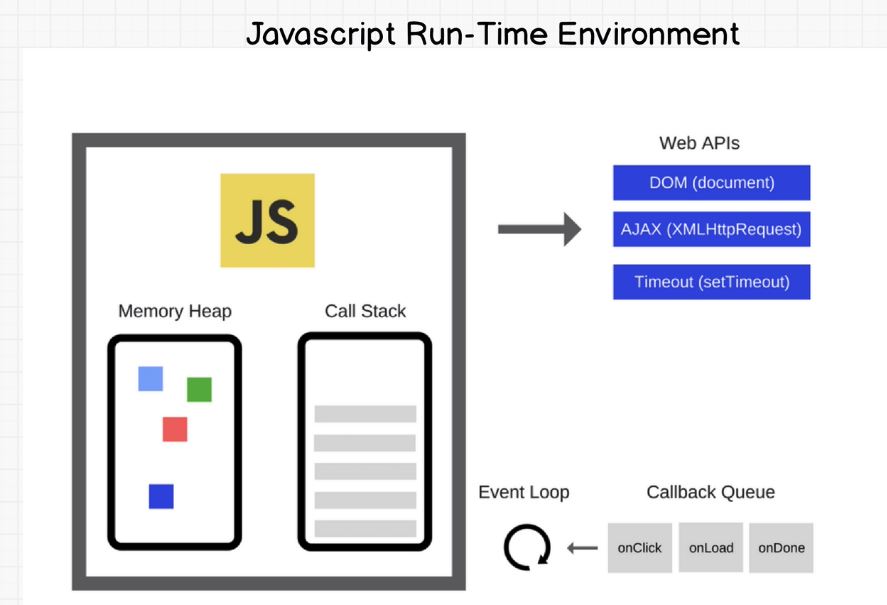 Javascript Run-Time Environment
JS
Memory Heap
Call Stack
Web APIs
DOM (document)
AJAX (XMLHttpRequest)
Timeout (setTimeout)
Event Loop
Callback Queue
onClick
onLoad
onDone